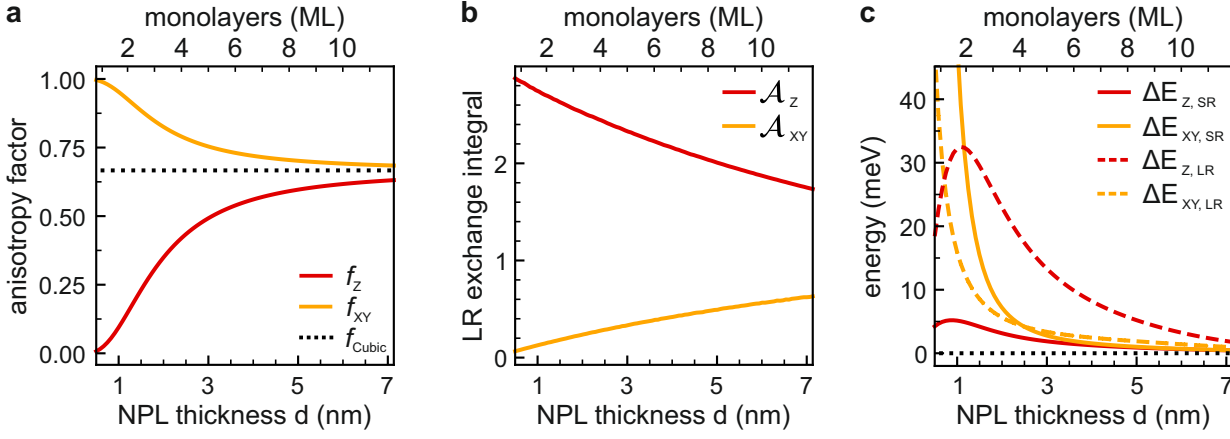 a
monolayers (ML)
2 4 6 8 10
anisotropy factor
1.00
0.75
0.50
0.25
0.00
f_Z
f_XY
f_Cubic
1 3 5 7
NPL thickness d (nm)
b
monolayers (ML)
2 4 6 8 10
LR exchange integral
2
1
0
𝒜_Z
𝒜_XY
1 3 5 7
NPL thickness d (nm)
c
monolayers (ML)
2 4 6 8 10
energy (meV)
40
30
20
10
0
ΔE_Z, SR
ΔE_XY, SR
ΔE_Z, LR
ΔE_XY, LR
1 3 5 7
NPL thickness d (nm)